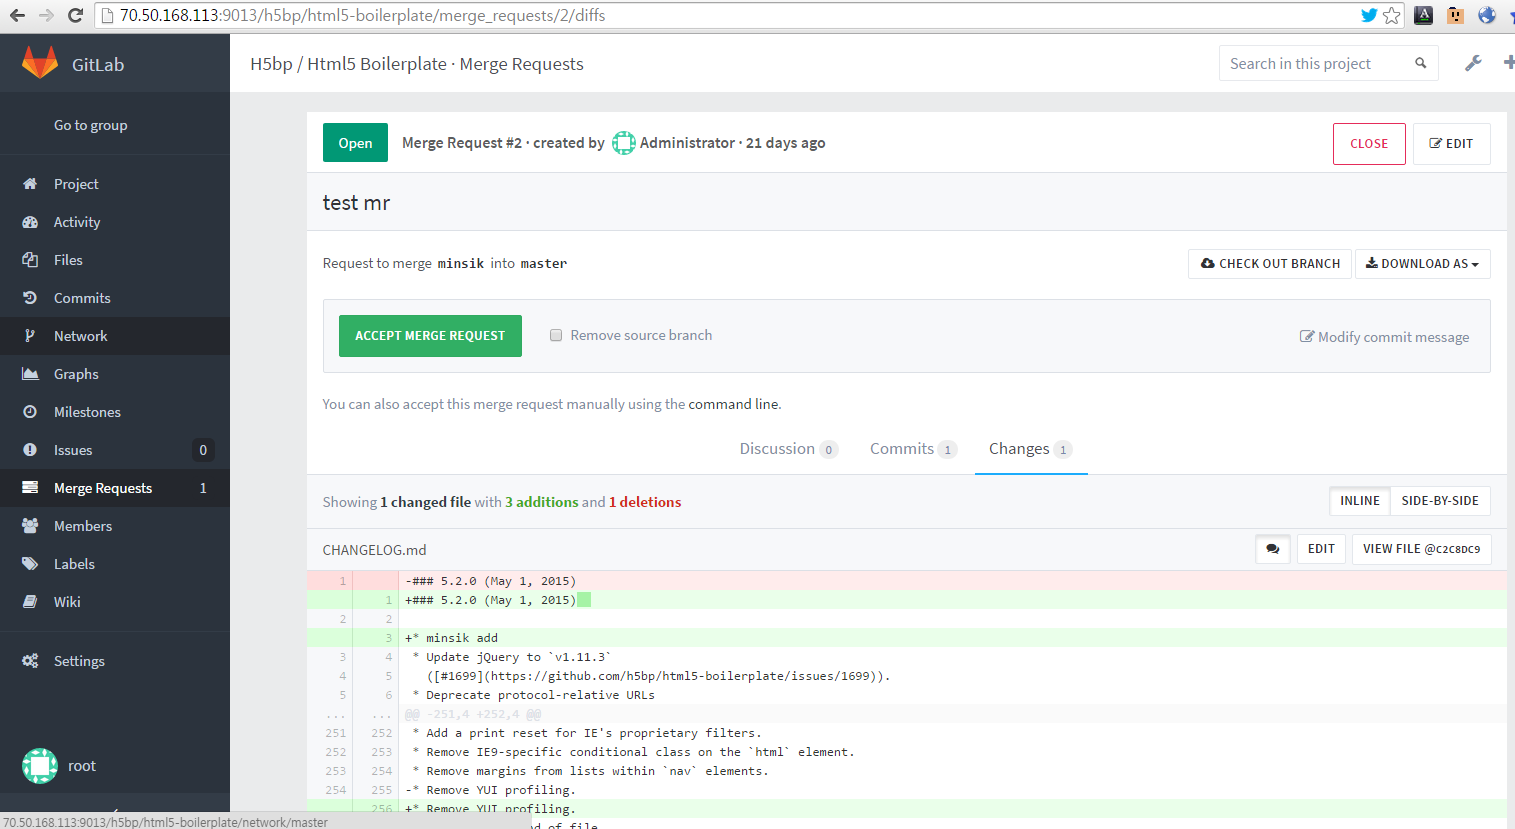 70.50.168.113:9013/h5bp/html5-boilerplate/merge_requests/2/diffs
GitLab
H5bp / Html5 Boilerplate · Merge Requests
Search in this project
Go to group
Project
Activity
Files
Commits
Network
Graphs
Milestones
Issues 0
Merge Requests 1
Members
Labels
Wiki
Settings
root
Open Merge Request #2 · created by Administrator · 21 days ago CLOSE EDIT
test mr
Request to merge minsik into master CHECK OUT BRANCH DOWNLOAD AS
ACCEPT MERGE REQUEST Remove source branch Modify commit message
You can also accept this merge request manually using the command line.
Discussion 0 Commits 1 Changes 1
Showing 1 changed file with 3 additions and 1 deletions INLINE SIDE-BY-SIDE
CHANGELOG.md EDIT VIEW FILE @C2C8DC9
1 -### 5.2.0 (May 1, 2015)
1 +### 5.2.0 (May 1, 2015)
2 2
3 +* minsik add
3 4 * Update jQuery to `v1.11.3`
4 5 ([#1699](https://github.com/h5bp/html5-boilerplate/issues/1699)).
5 6 * Deprecate protocol-relative URLs
... ... @@ -251,4 +252,4 @@
251 252 * Add a print reset for IE's proprietary filters.
252 253 * Remove IE9-specific conditional class on the `html` element.
253 254 * Remove margins from lists within `nav` elements.
254 255 -* Remove YUI profiling.
256 +* Remove YUI profiling.
of file
70.50.168.113:9013/h5bp/html5-boilerplate/network/master